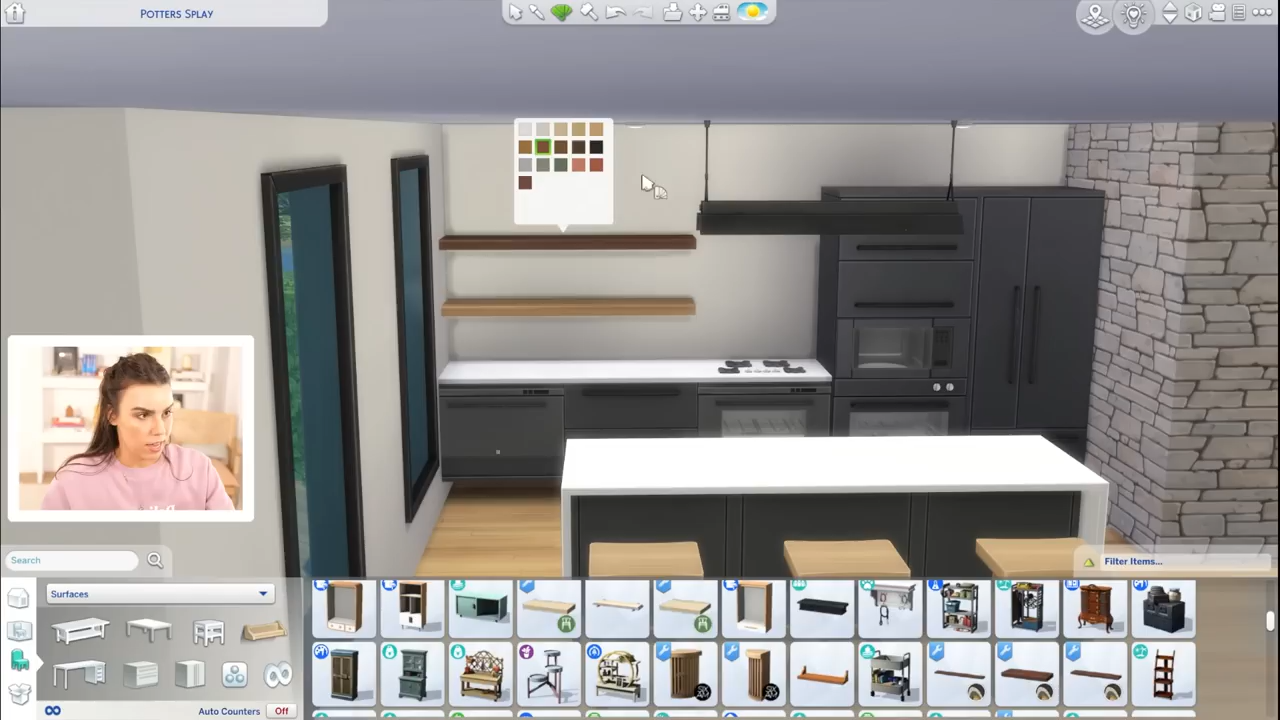 POTTERS SPLAY
Search
Filter Items...
Surfaces
Auto Counters
Off